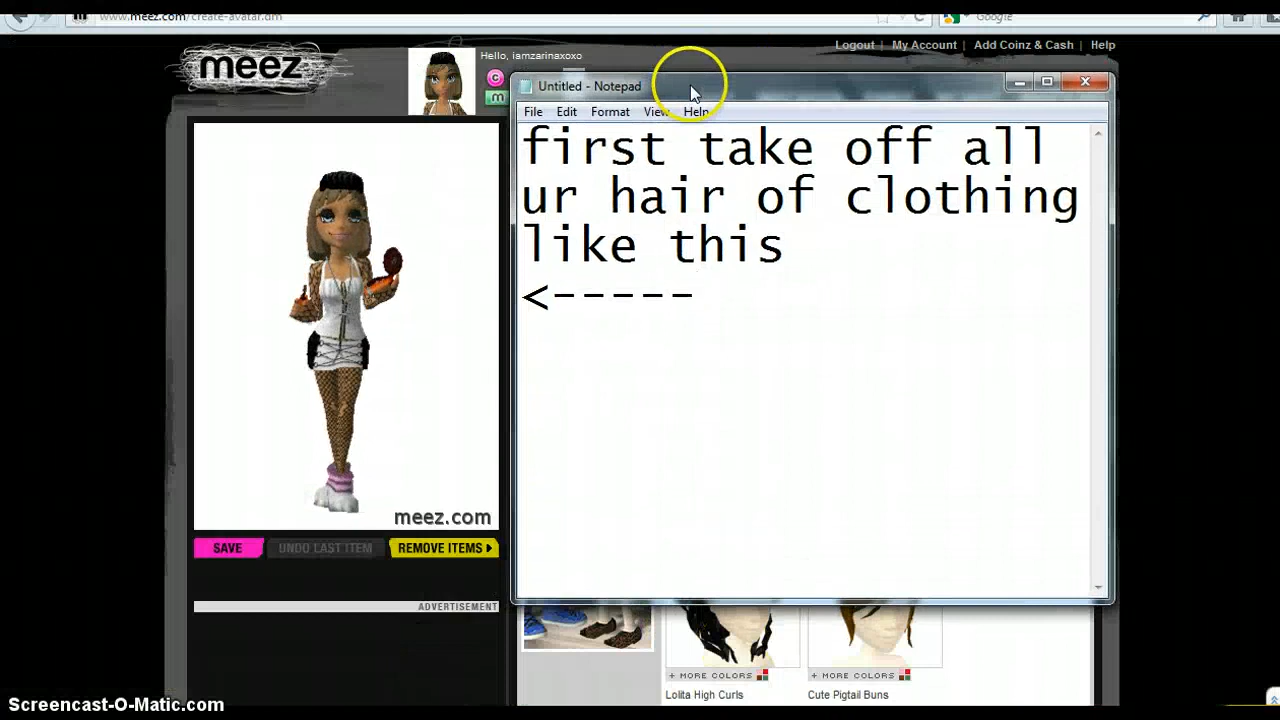 www.meez.com/create-avatar.dm
Google
Logout | My Account | Add Coinz & Cash | Help
meez
Hello, iamzarinaxoxo
C
m
Untitled - Notepad
File Edit Format View Help
first take off all
ur hair of clothing
like this
<-----
meez.com
SAVE
UNDO LAST ITEM
REMOVE ITEMS
ADVERTISEMENT
+ MORE COLORS
+ MORE COLORS
Lolita High Curls
Cute Pigtail Buns
Screencast-O-Matic.com